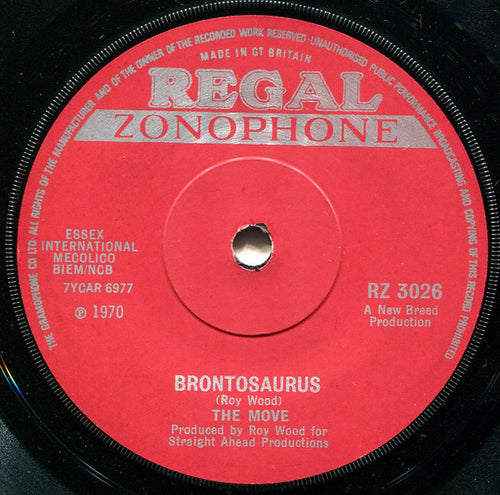 THE GRAMOPHONE CO LTD· ALL RIGHTS OF THE MANUFACTURER AND OF THE OWNER OF THE RECORDED WORK RESERVED·UNAUTHORISED PUBLIC PERFORMANCE BROADCASTING AND COPYING OF THIS RECORD PROHIBITED
MADE IN GT BRITAIN
REGAL
ZONOPHONE
ESSEX
INTERNATIONAL
MECOLICO
BIEM/NCB
7YCAR 6977
℗ 1970
RZ 3026
A New Breed
Production
BRONTOSAURUS
(Roy Wood)
THE MOVE
Produced by Roy Wood for
Straight Ahead Productions